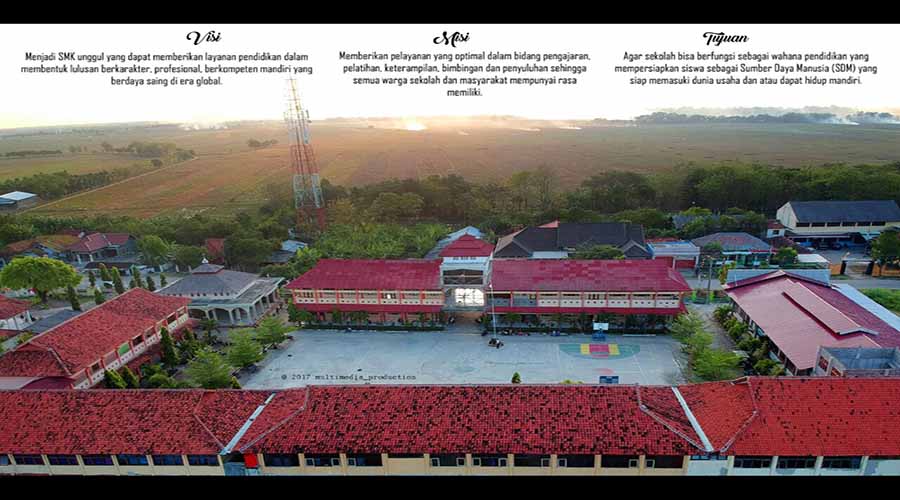 Visi
Menjadi SMK unggul yang dapat memberikan layanan pendidikan dalam
membentuk lulusan berkarakter, profesional, berkompeten mandiri yang
berdaya saing di era global.
Misi
Memberikan pelayanan yang optimal dalam bidang pengajaran,
pelatihan, keterampilan, bimbingan dan penyuluhan sehingga
semua warga sekolah dan masyarakat mempunyai rasa
memiliki.
Tujuan
Agar sekolah bisa berfungsi sebagai wahana pendidikan yang
mempersiapkan siswa sebagai Sumber Daya Manusia (SDM) yang
siap memasuki dunia usaha dan atau dapat hidup mandiri.
@ 2017 multimedia_production